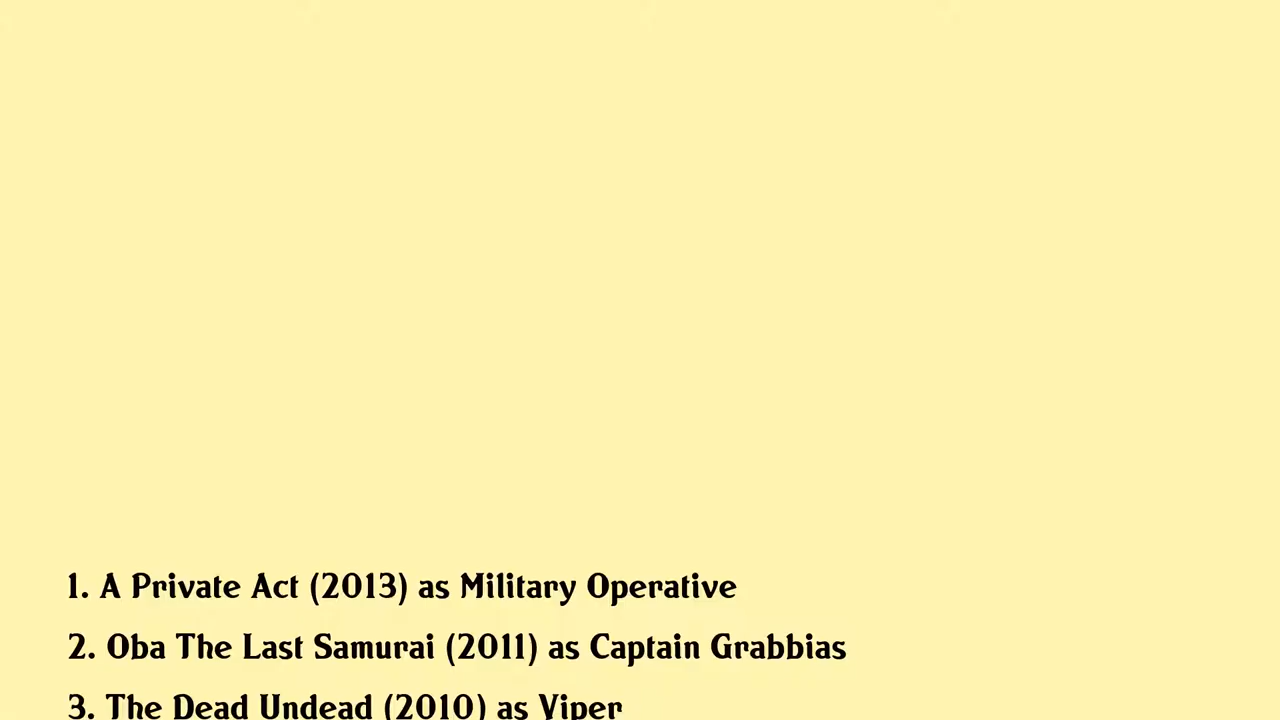 1. A Private Act (2013) as Military Operative
2. Oba The Last Samurai (2011) as Captain Grabbias
3. The Dead Undead (2010) as Viper